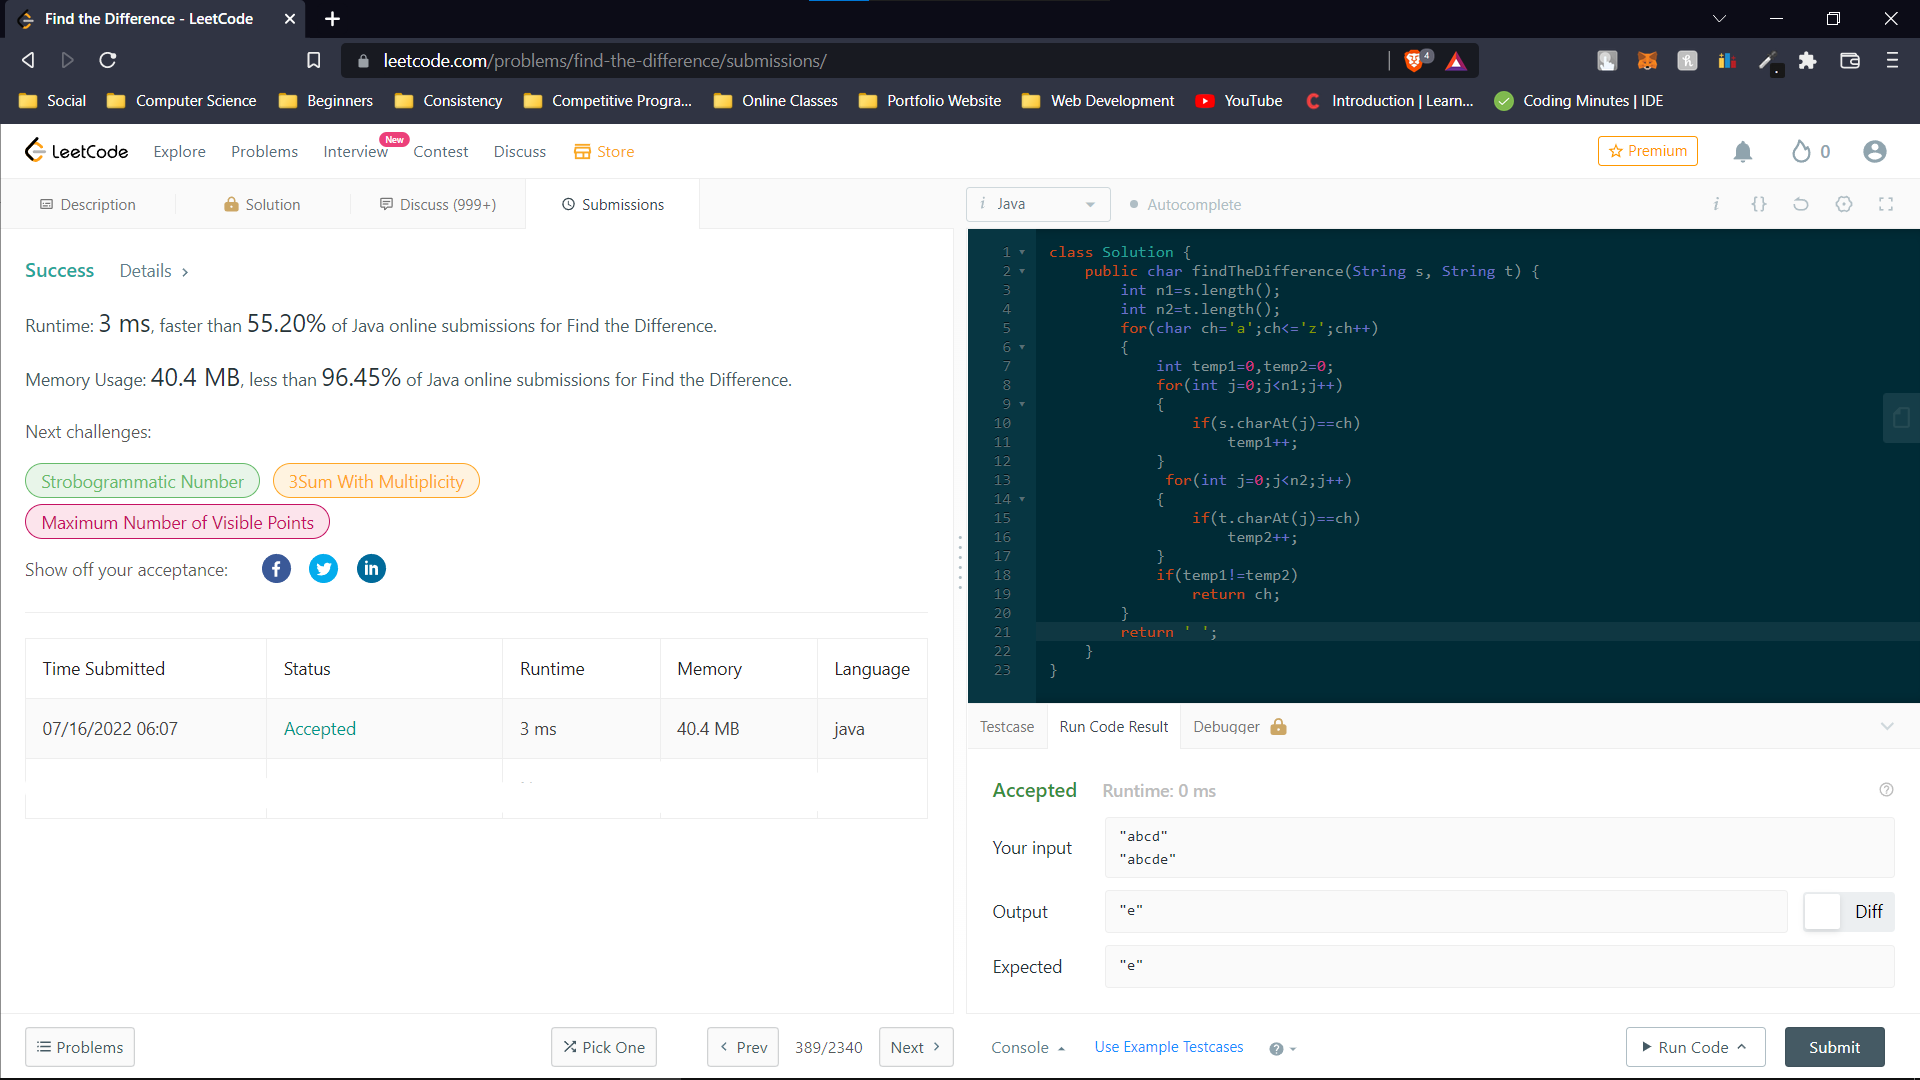 Find the Difference - LeetCode
leetcode.com/problems/find-the-difference/submissions/
4
Social
Computer Science
Beginners
Consistency
Competitive Progra...
Online Classes
Portfolio Website
Web Development
YouTube
Introduction | Learn...
Coding Minutes | IDE
LeetCode
Explore
Problems
Interview
New
Contest
Discuss
Store
Premium
0
Description
Solution
Discuss (999+)
Submissions
Success Details >
Runtime: 3 ms, faster than 55.20% of Java online submissions for Find the Difference.
Memory Usage: 40.4 MB, less than 96.45% of Java online submissions for Find the Difference.
Next challenges:
Strobogrammatic Number
3Sum With Multiplicity
Maximum Number of Visible Points
Show off your acceptance:
Time Submitted Status Runtime Memory Language
07/16/2022 06:07 Accepted 3 ms 40.4 MB java
Problems
Pick One
< Prev
389/2340
Next >
i Java
Autocomplete
i {}
1 class Solution {
2 public char findTheDifference(String s, String t) {
3 int n1=s.length();
4 int n2=t.length();
5 for(char ch='a';ch<='z';ch++)
6 {
7 int temp1=0,temp2=0;
8 for(int j=0;j<n1;j++)
9 {
10 if(s.charAt(j)==ch)
11 temp1++;
12 }
13 for(int j=0;j<n2;j++)
14 {
15 if(t.charAt(j)==ch)
16 temp2++;
17 }
18 if(temp1!=temp2)
19 return ch;
20 }
21 return ' ';
22 }
23 }
Testcase
Run Code Result
Debugger
Accepted Runtime: 0 ms
Your input
"abcd"
"abcde"
Output
"e"
Diff
Expected
"e"
Console
Use Example Testcases
Run Code
Submit